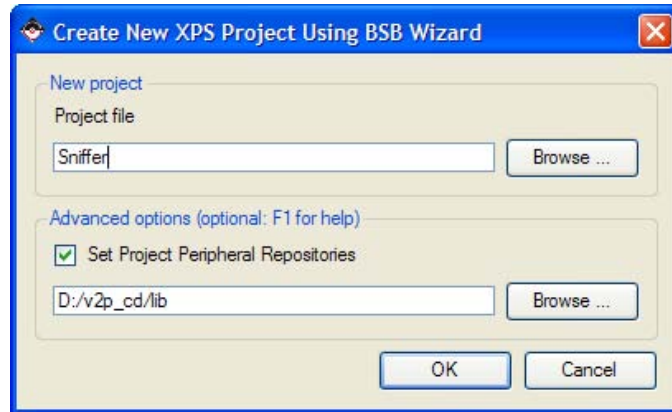 Create New XPS Project Using BSB Wizard
New project
Project file
Sniffer
Browse ...
Advanced options (optional: F1 for help)
Set Project Peripheral Repositories
D:/v2p_cd/lib
Browse ...
OK
Cancel